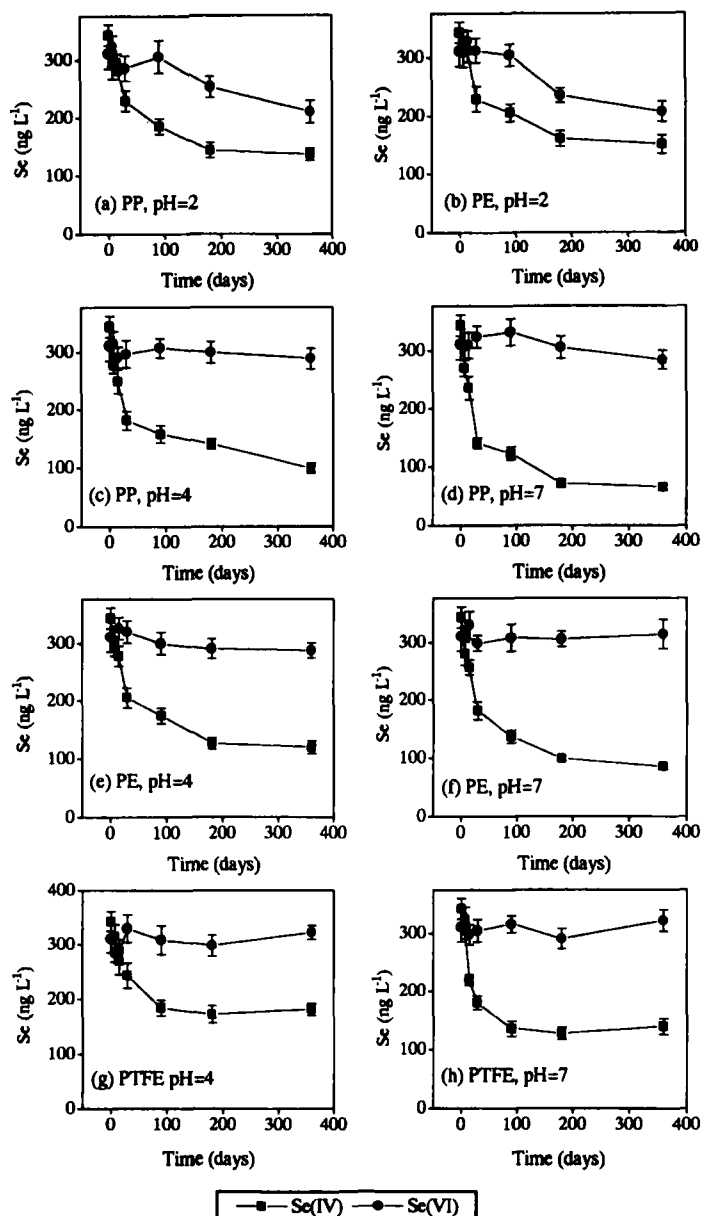 Se (ng L⁻¹)
300
200
100
0
(a) PP, pH=2
0 100 200 300 400
Time (days)
Se (ng L⁻¹)
300
200
100
0
(b) PE, pH=2
0 100 200 300 400
Time (days)
Se (ng L⁻¹)
300
200
100
0
(c) PP, pH=4
0 100 200 300 400
Time (days)
Se (ng L⁻¹)
300
200
100
0
(d) PP, pH=7
0 100 200 300 400
Time (days)
Se (ng L⁻¹)
300
200
100
0
(e) PE, pH=4
0 100 200 300 400
Time (days)
Se (ng L⁻¹)
300
200
100
0
(f) PE, pH=7
0 100 200 300 400
Time (days)
Se (ng L⁻¹)
400
300
200
100
0
(g) PTFE pH=4
0 100 200 300 400
Time (days)
Se (ng L⁻¹)
300
200
100
0
(h) PTFE, pH=7
0 100 200 300 400
Time (days)
Se(IV) Se(VI)